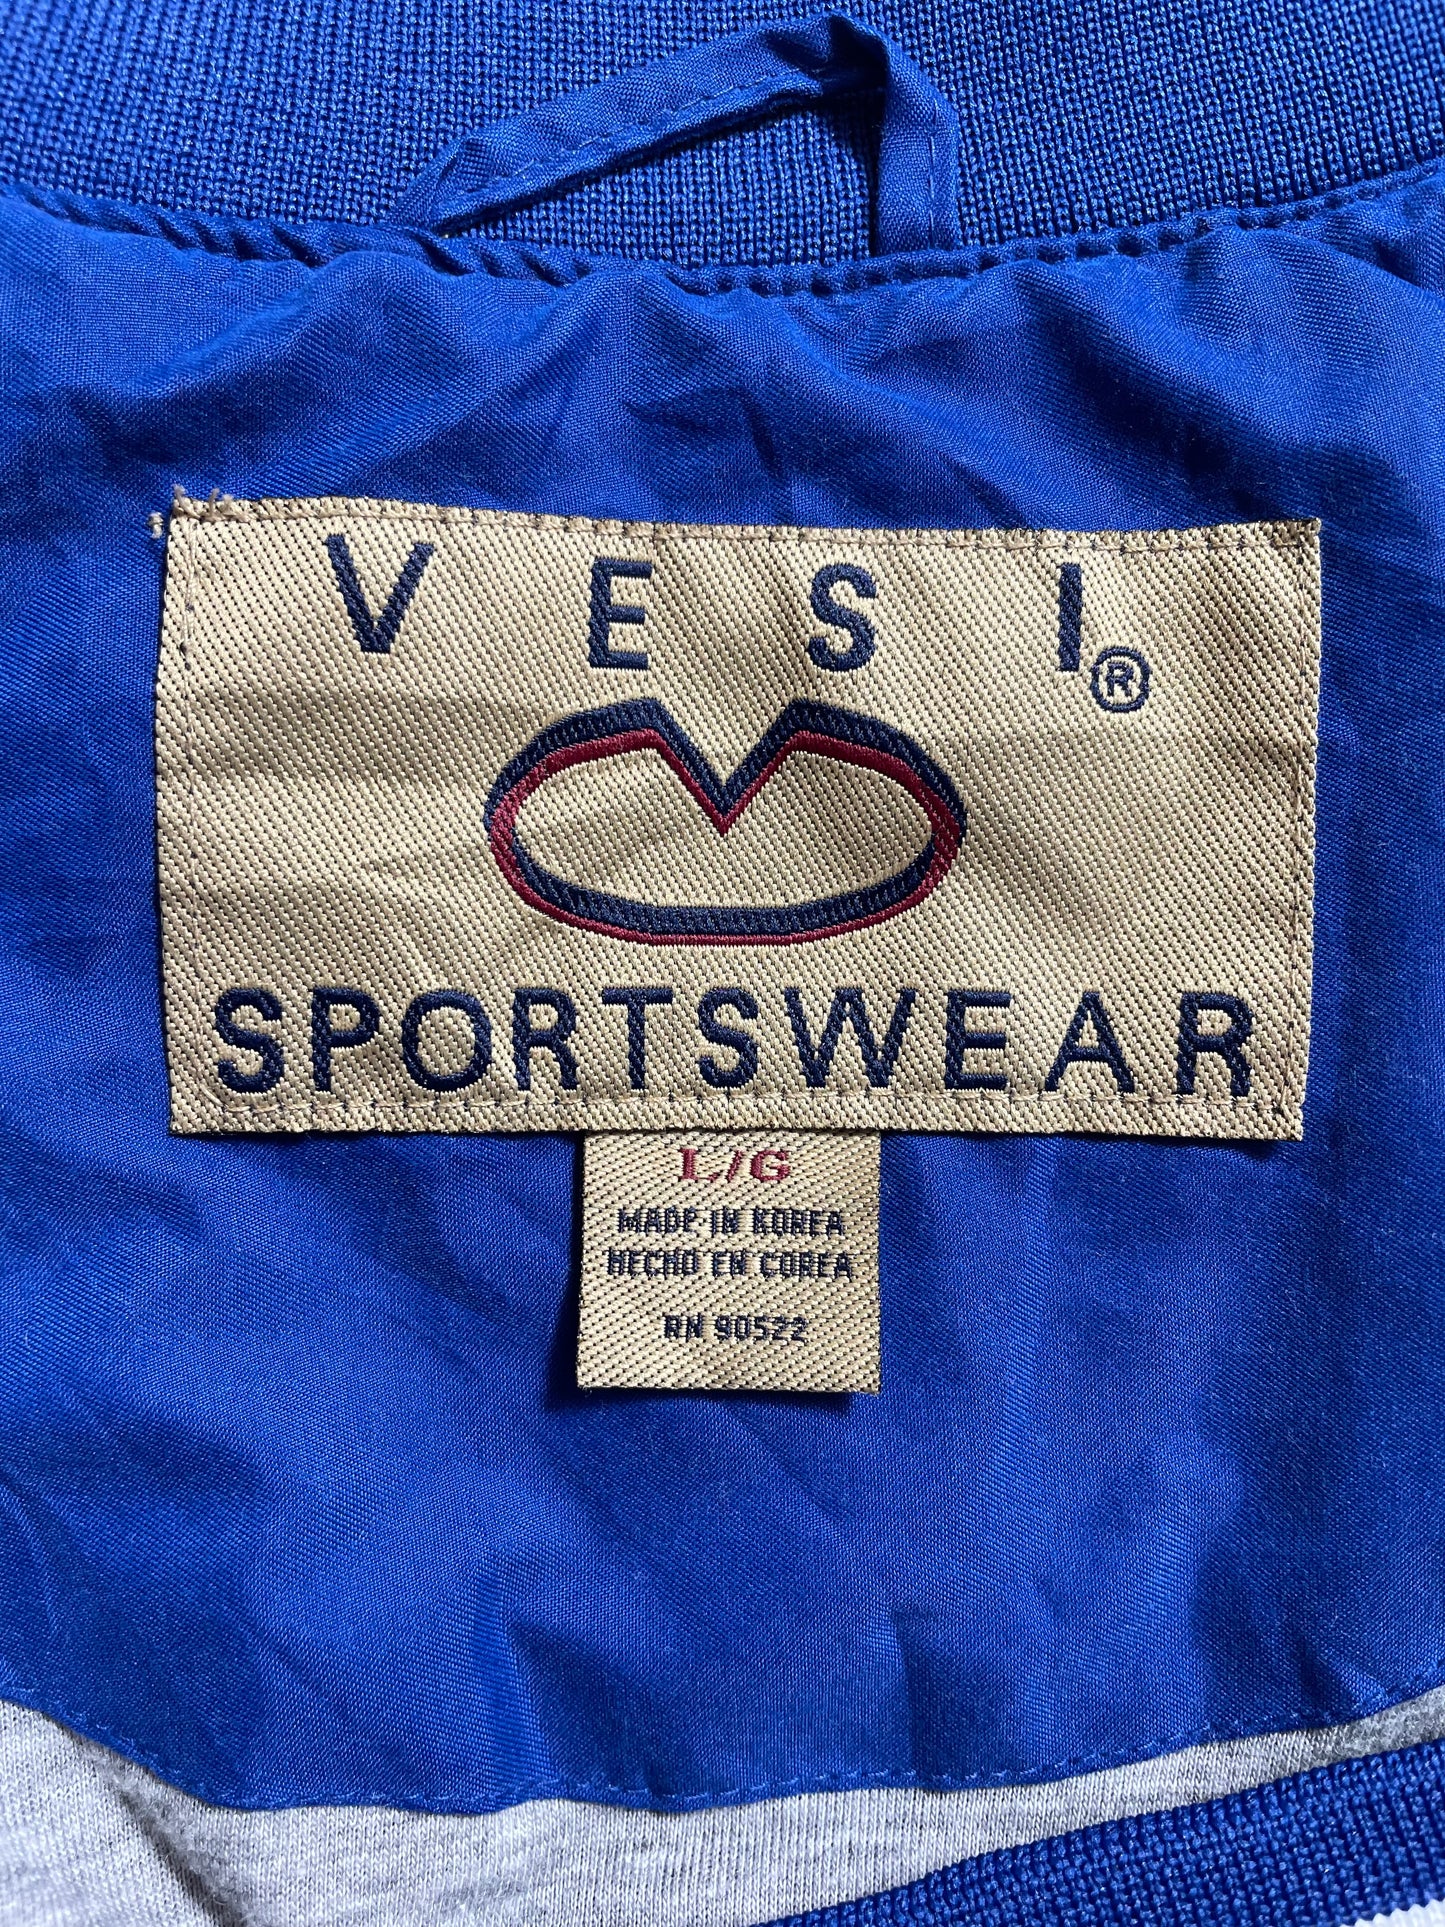 VESI®
SPORTSWEAR
L/G
MADE IN KOREA
HECHO EN COREA
RN 90522